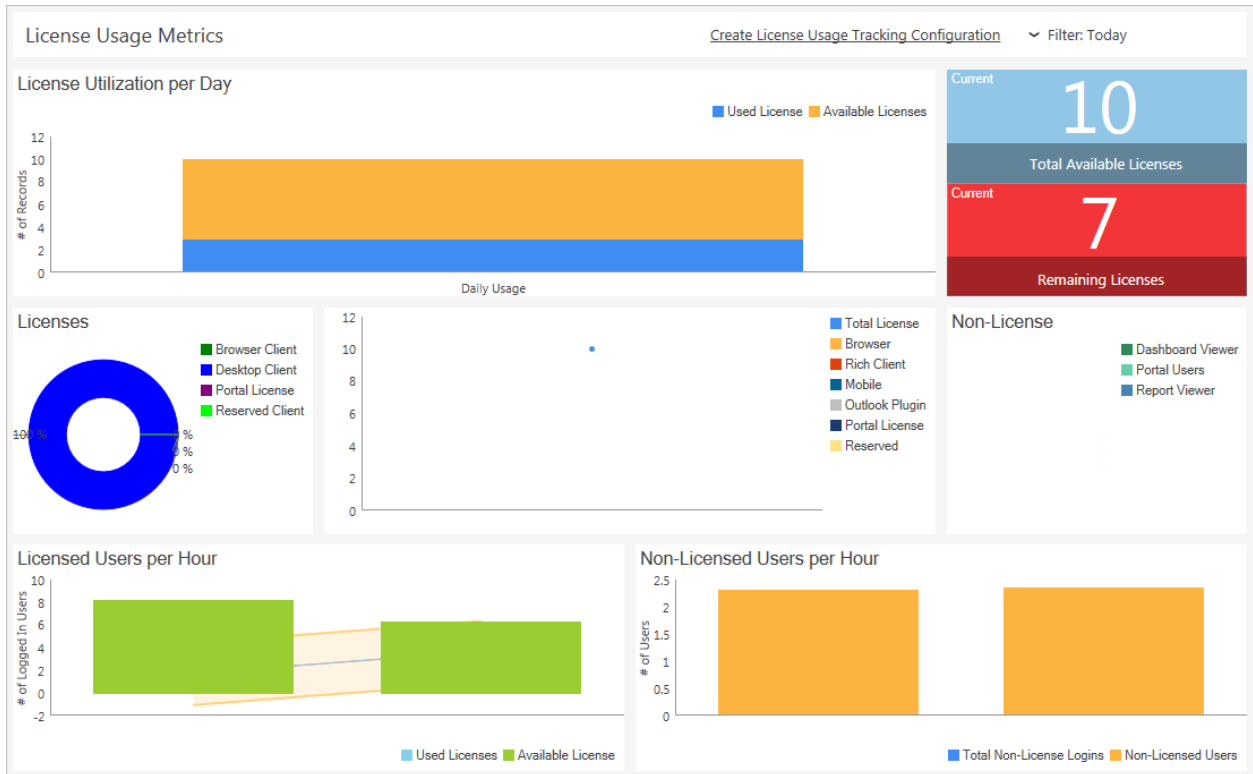 License Usage Metrics
Create License Usage Tracking Configuration
Filter: Today
License Utilization per Day
Used License
Available Licenses
12
10
8
6
4
2
0
# of Records
Daily Usage
Current
10
Total Available Licenses
Current
7
Remaining Licenses
Licenses
Browser Client
Desktop Client
Portal License
Reserved Client
100 %
0 %
0 %
0 %
12
10
8
6
4
2
0
Total License
Browser
Rich Client
Mobile
Outlook Plugin
Portal License
Reserved
Non-License
Dashboard Viewer
Portal Users
Report Viewer
Licensed Users per Hour
10
8
6
4
2
0
-2
# of Logged In Users
Used Licenses
Available License
Non-Licensed Users per Hour
2.5
2
1.5
1
0.5
0
# of Users
Total Non-License Logins
Non-Licensed Users